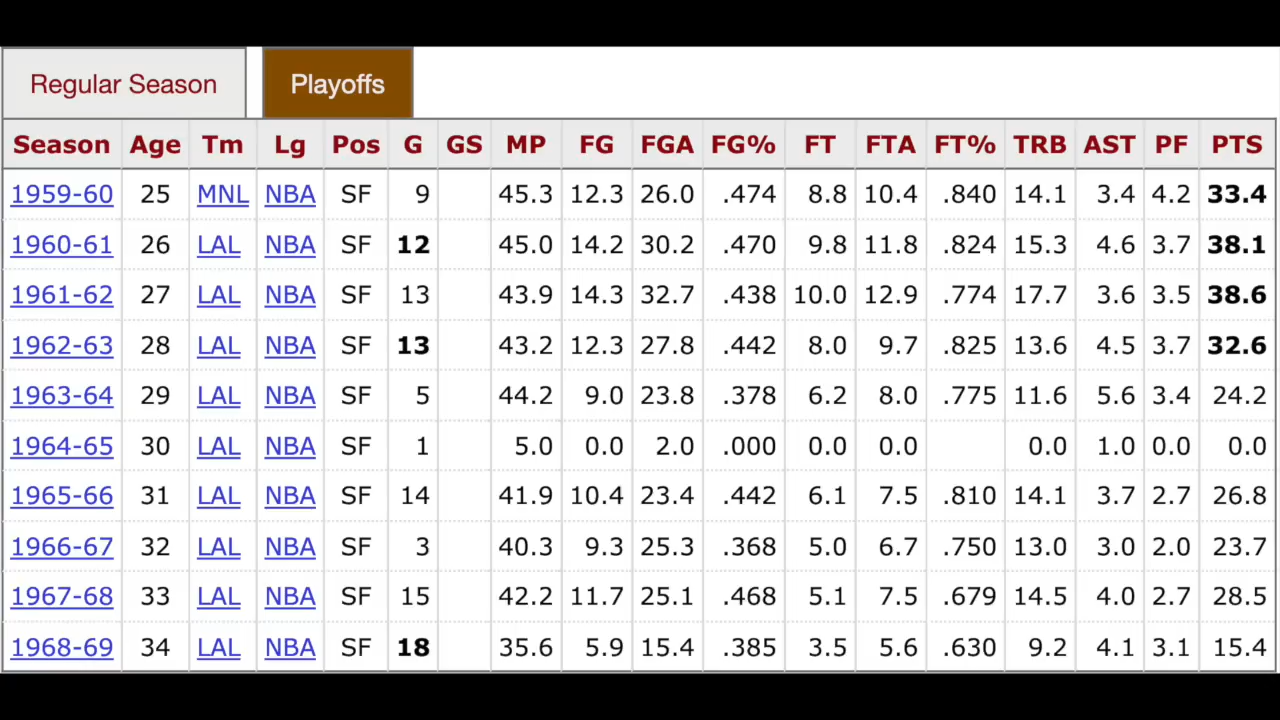 Regular Season Playoffs
Season Age Tm Lg Pos G GS MP FG FGA FG% FT FTA FT% TRB AST PF PTS
1959-60 25 MNL NBA SF 9 45.3 12.3 26.0 .474 8.8 10.4 .840 14.1 3.4 4.2 33.4
1960-61 26 LAL NBA SF 12 45.0 14.2 30.2 .470 9.8 11.8 .824 15.3 4.6 3.7 38.1
1961-62 27 LAL NBA SF 13 43.9 14.3 32.7 .438 10.0 12.9 .774 17.7 3.6 3.5 38.6
1962-63 28 LAL NBA SF 13 43.2 12.3 27.8 .442 8.0 9.7 .825 13.6 4.5 3.7 32.6
1963-64 29 LAL NBA SF 5 44.2 9.0 23.8 .378 6.2 8.0 .775 11.6 5.6 3.4 24.2
1964-65 30 LAL NBA SF 1 5.0 0.0 2.0 .000 0.0 0.0 0.0 1.0 0.0 0.0
1965-66 31 LAL NBA SF 14 41.9 10.4 23.4 .442 6.1 7.5 .810 14.1 3.7 2.7 26.8
1966-67 32 LAL NBA SF 3 40.3 9.3 25.3 .368 5.0 6.7 .750 13.0 3.0 2.0 23.7
1967-68 33 LAL NBA SF 15 42.2 11.7 25.1 .468 5.1 7.5 .679 14.5 4.0 2.7 28.5
1968-69 34 LAL NBA SF 18 35.6 5.9 15.4 .385 3.5 5.6 .630 9.2 4.1 3.1 15.4